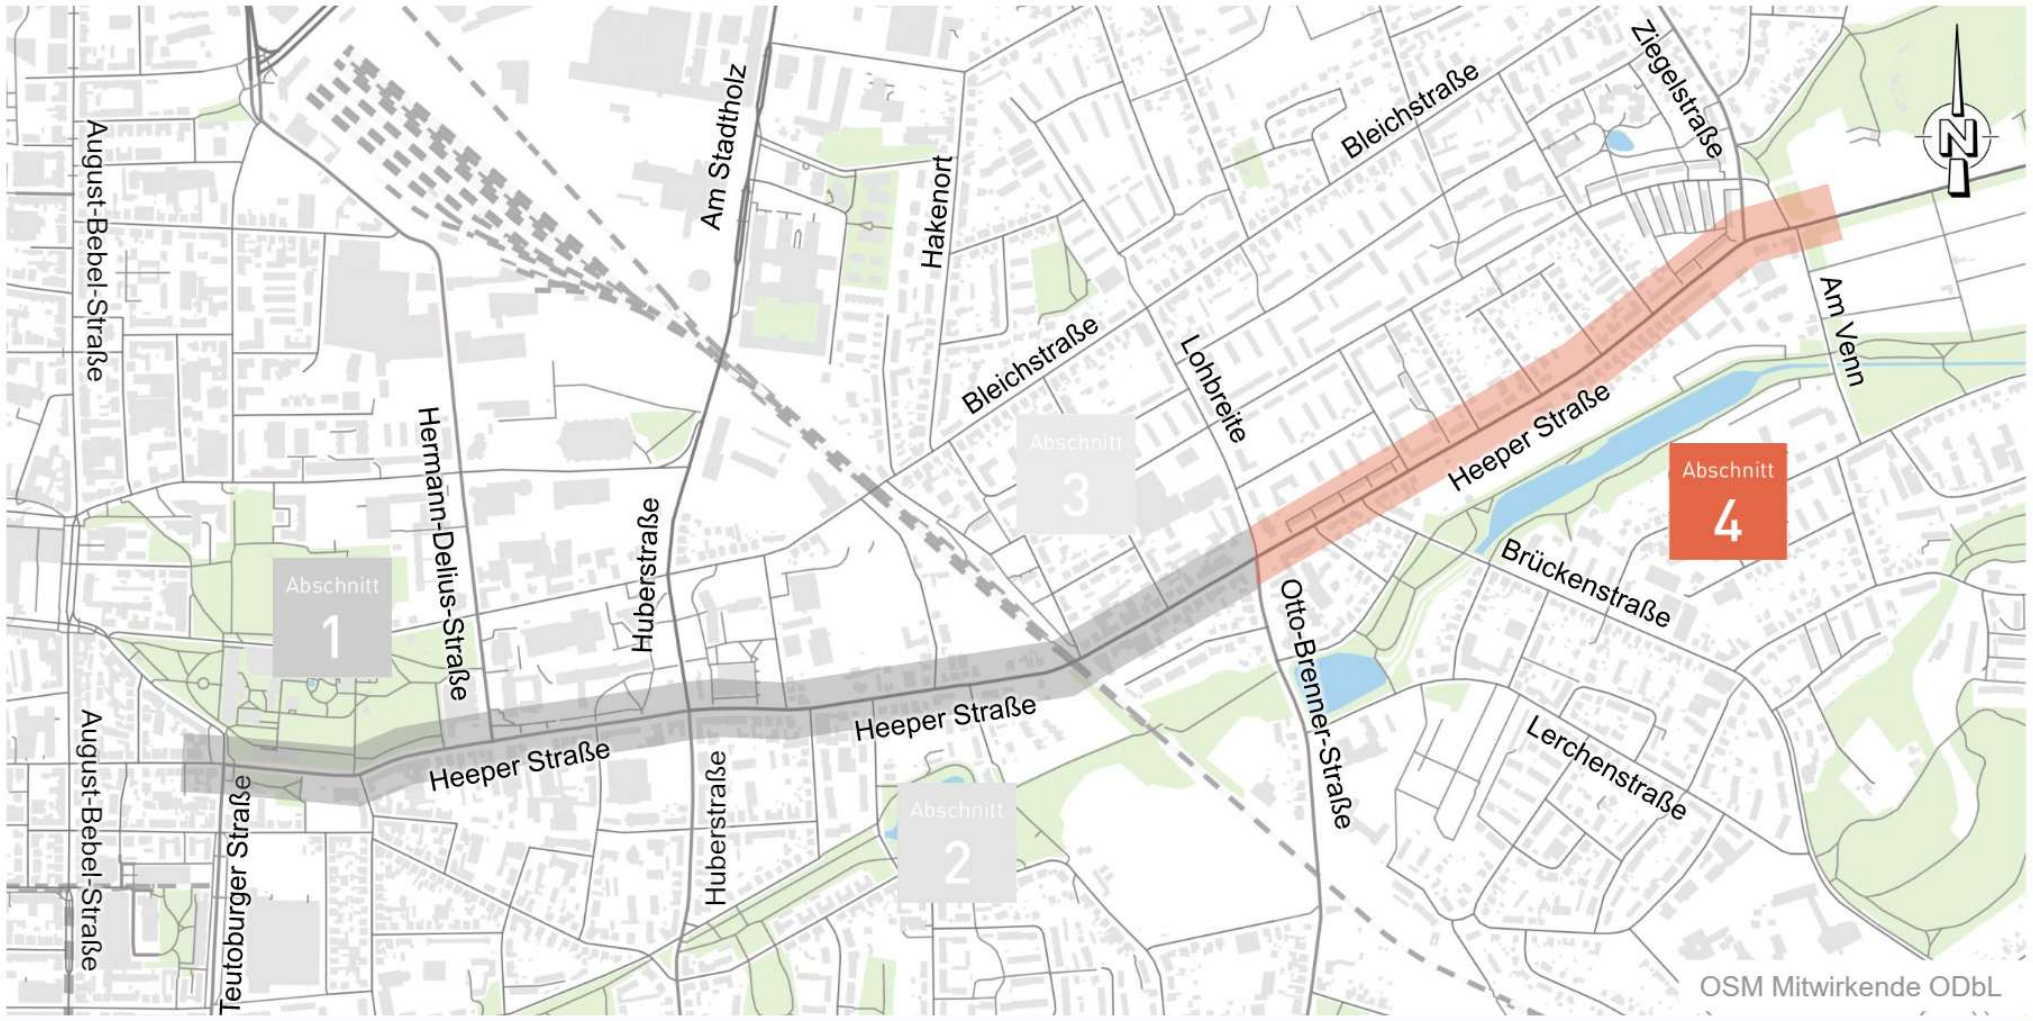 Ziegelstraße
Bleichstraße
Am Stadtholz
August-Bebel-Straße
Hakenort
N
Am Venn
Bleichstraße
Lohbreite
Heeper Straße
Hermann-Delius-Straße
Abschnitt
3
Abschnitt
4
Huberstraße
Brückenstraße
Abschnitt
1
Otto-Brenner-Straße
Heeper Straße
Heeper Straße
Lerchenstraße
August-Bebel-Straße
Teutoburger Straße
Huberstraße
Abschnitt
2
OSM Mitwirkende ODbL